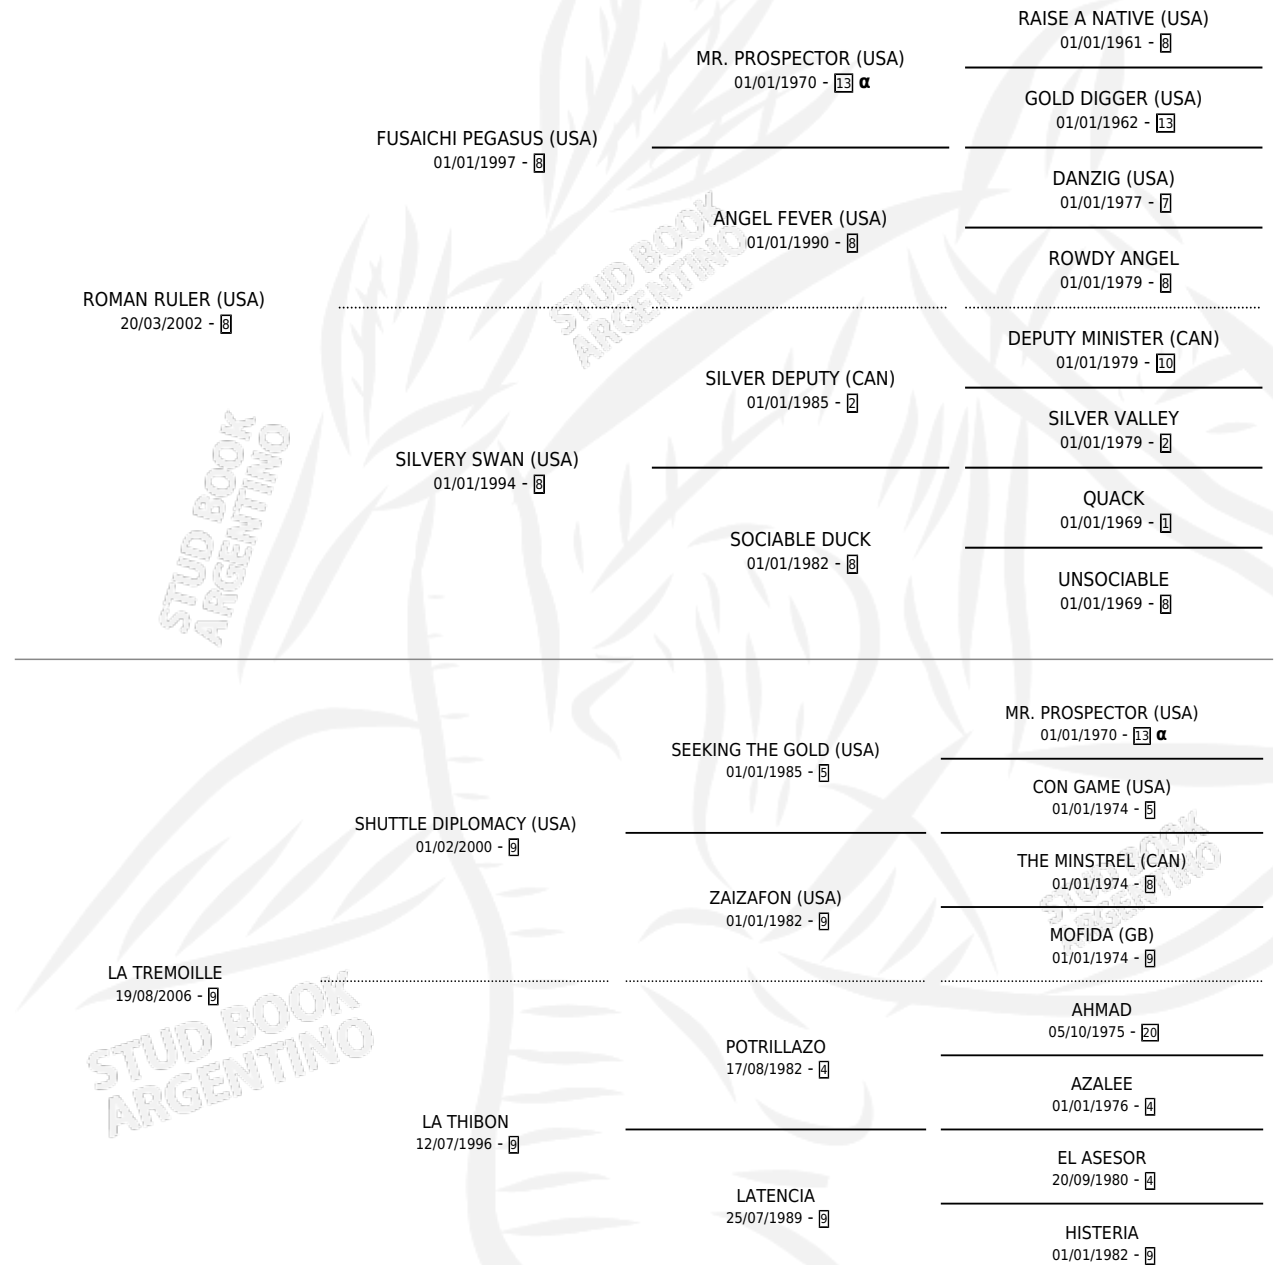 RAISE A NATIVE (USA)
01/01/1961 - 8
MR. PROSPECTOR (USA)
01/01/1970 - 13 α
GOLD DIGGER (USA)
01/01/1962 - 13
FUSAICHI PEGASUS (USA)
01/01/1997 - 8
DANZIG (USA)
01/01/1977 - 7
ANGEL FEVER (USA)
01/01/1990 - 8
ROWDY ANGEL
01/01/1979 - 8
ROMAN RULER (USA)
20/03/2002 - 8
DEPUTY MINISTER (CAN)
01/01/1979 - 10
SILVER DEPUTY (CAN)
01/01/1985 - 2
SILVER VALLEY
01/01/1979 - 2
SILVERY SWAN (USA)
01/01/1994 - 8
QUACK
01/01/1969 - 1
SOCIABLE DUCK
01/01/1982 - 8
UNSOCIABLE
01/01/1969 - 8
MR. PROSPECTOR (USA)
01/01/1970 - 13 α
SEEKING THE GOLD (USA)
01/01/1985 - 5
CON GAME (USA)
01/01/1974 - 5
SHUTTLE DIPLOMACY (USA)
01/02/2000 - 9
THE MINSTREL (CAN)
01/01/1974 - 8
ZAIZAFON (USA)
01/01/1982 - 9
MOFIDA (GB)
01/01/1974 - 9
LA TREMOILLE
19/08/2006 - 9
AHMAD
05/10/1975 - 20
POTRILLAZO
17/08/1982 - 4
AZALEE
01/01/1976 - 4
LA THIBON
12/07/1996 - 9
EL ASESOR
20/09/1980 - 4
LATENCIA
25/07/1989 - 9
HISTERIA
01/01/1982 - 9
STUD BOOK
ARGENTINO
STUD BOOK
ARGENTINO
STUD BOOK
ARGENTINO
STUD BOOK
ARGENTINO